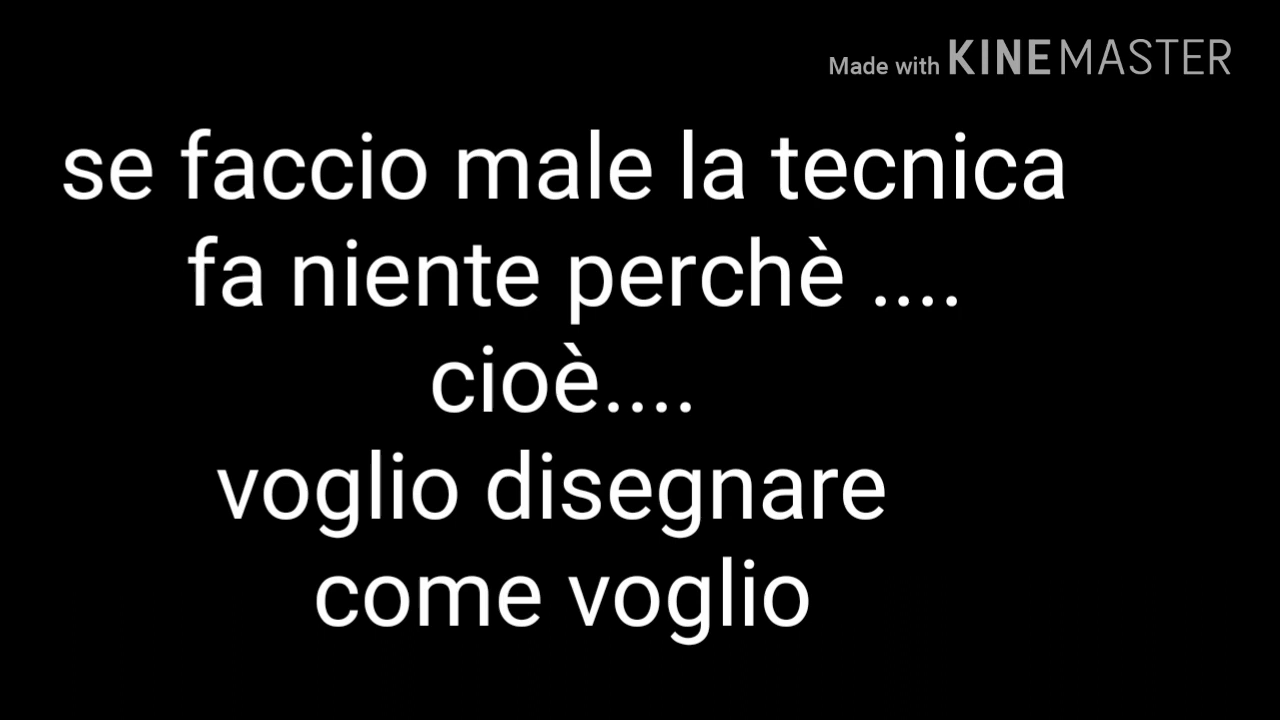 Made with KINEMASTER
se faccio male la tecnica
fa niente perchè ....
cioè....
voglio disegnare
come voglio